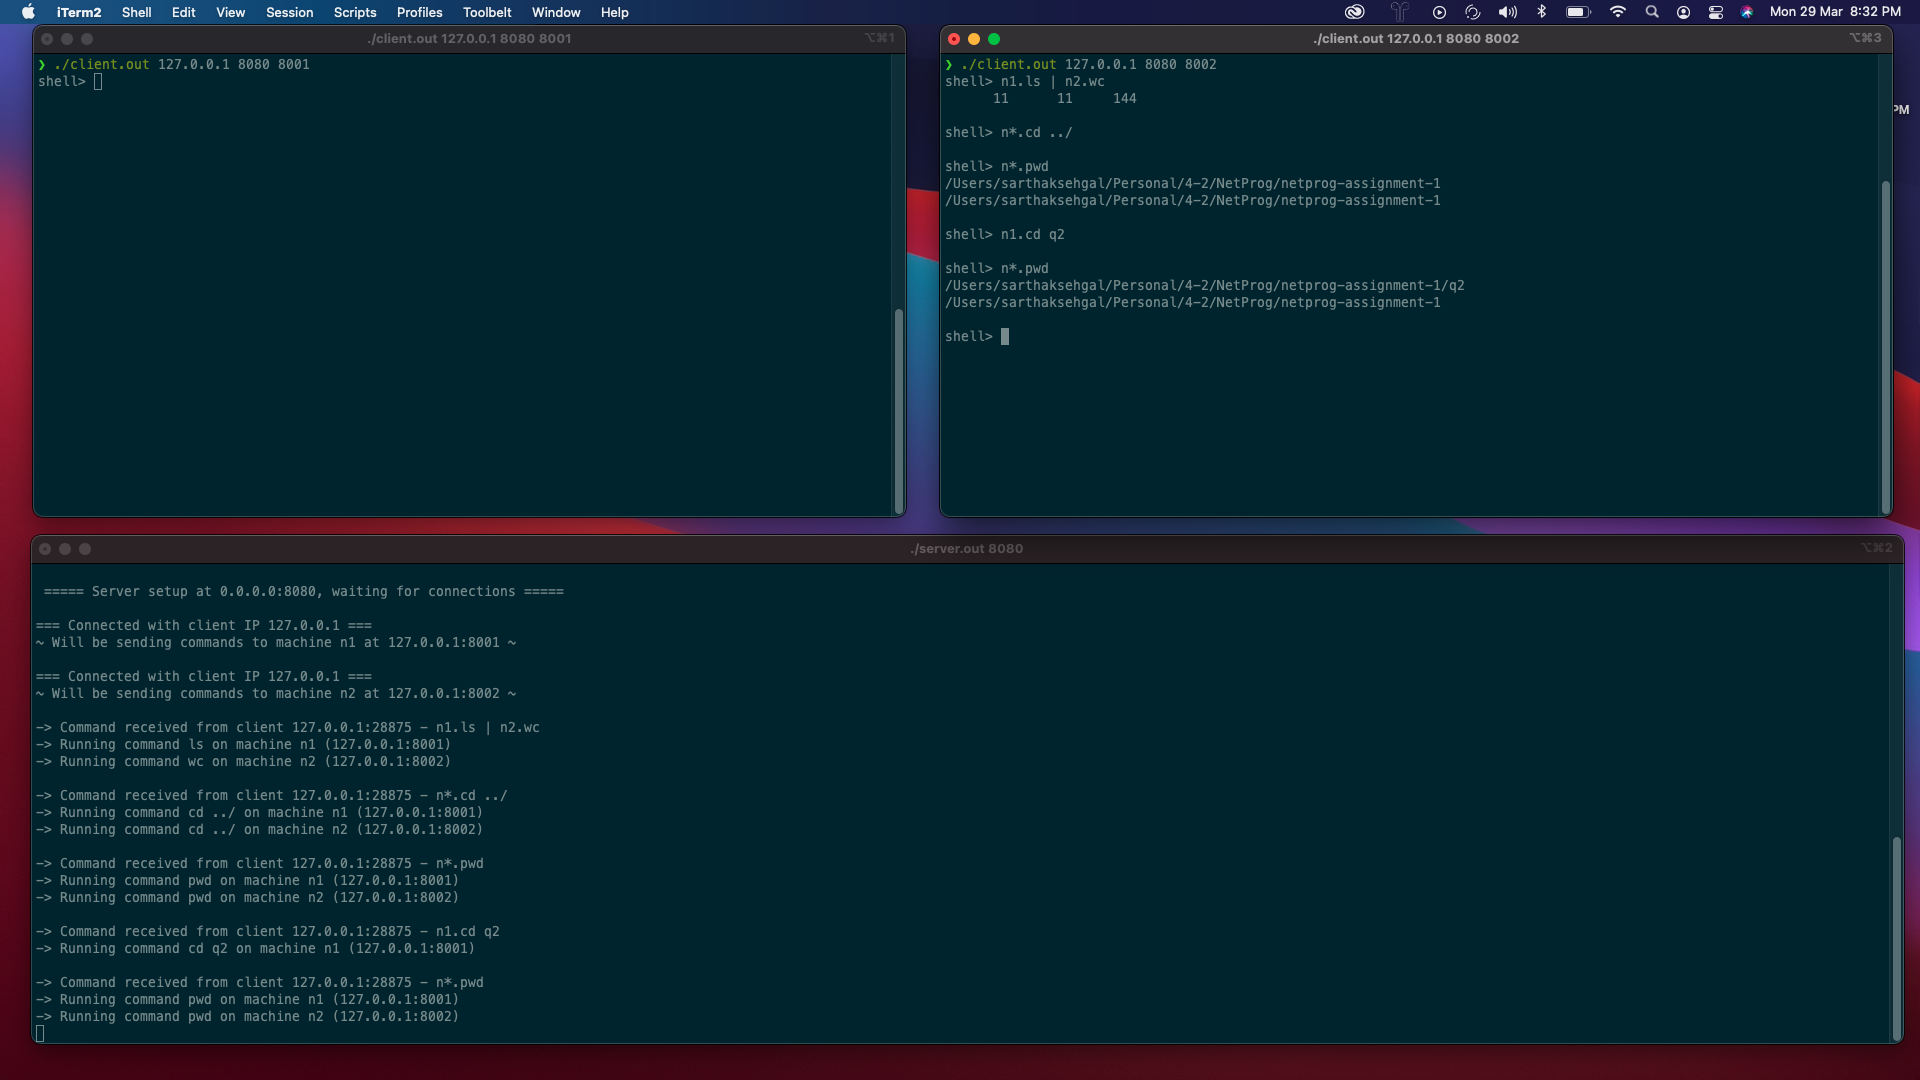 iTerm2 Shell Edit View Session Scripts Profiles Toolbelt Window Help Mon 29 Mar 8:32 PM
./client.out 127.0.0.1 8080 8001 ⌥⌘1
❯ ./client.out 127.0.0.1 8080 8001
shell>
./client.out 127.0.0.1 8080 8002 ⌥⌘3
❯ ./client.out 127.0.0.1 8080 8002
shell> n1.ls | n2.wc
11 11 144
shell> n*.cd ../
shell> n*.pwd
/Users/sarthaksehgal/Personal/4-2/NetProg/netprog-assignment-1
/Users/sarthaksehgal/Personal/4-2/NetProg/netprog-assignment-1
shell> n1.cd q2
shell> n*.pwd
/Users/sarthaksehgal/Personal/4-2/NetProg/netprog-assignment-1/q2
/Users/sarthaksehgal/Personal/4-2/NetProg/netprog-assignment-1
shell>
PM
./server.out 8080 ⌥⌘2
===== Server setup at 0.0.0.0:8080, waiting for connections =====
=== Connected with client IP 127.0.0.1 ===
~ Will be sending commands to machine n1 at 127.0.0.1:8001 ~
=== Connected with client IP 127.0.0.1 ===
~ Will be sending commands to machine n2 at 127.0.0.1:8002 ~
-> Command received from client 127.0.0.1:28875 - n1.ls | n2.wc
-> Running command ls on machine n1 (127.0.0.1:8001)
-> Running command wc on machine n2 (127.0.0.1:8002)
-> Command received from client 127.0.0.1:28875 - n*.cd ../
-> Running command cd ../ on machine n1 (127.0.0.1:8001)
-> Running command cd ../ on machine n2 (127.0.0.1:8002)
-> Command received from client 127.0.0.1:28875 - n*.pwd
-> Running command pwd on machine n1 (127.0.0.1:8001)
-> Running command pwd on machine n2 (127.0.0.1:8002)
-> Command received from client 127.0.0.1:28875 - n1.cd q2
-> Running command cd q2 on machine n1 (127.0.0.1:8001)
-> Command received from client 127.0.0.1:28875 - n*.pwd
-> Running command pwd on machine n1 (127.0.0.1:8001)
-> Running command pwd on machine n2 (127.0.0.1:8002)